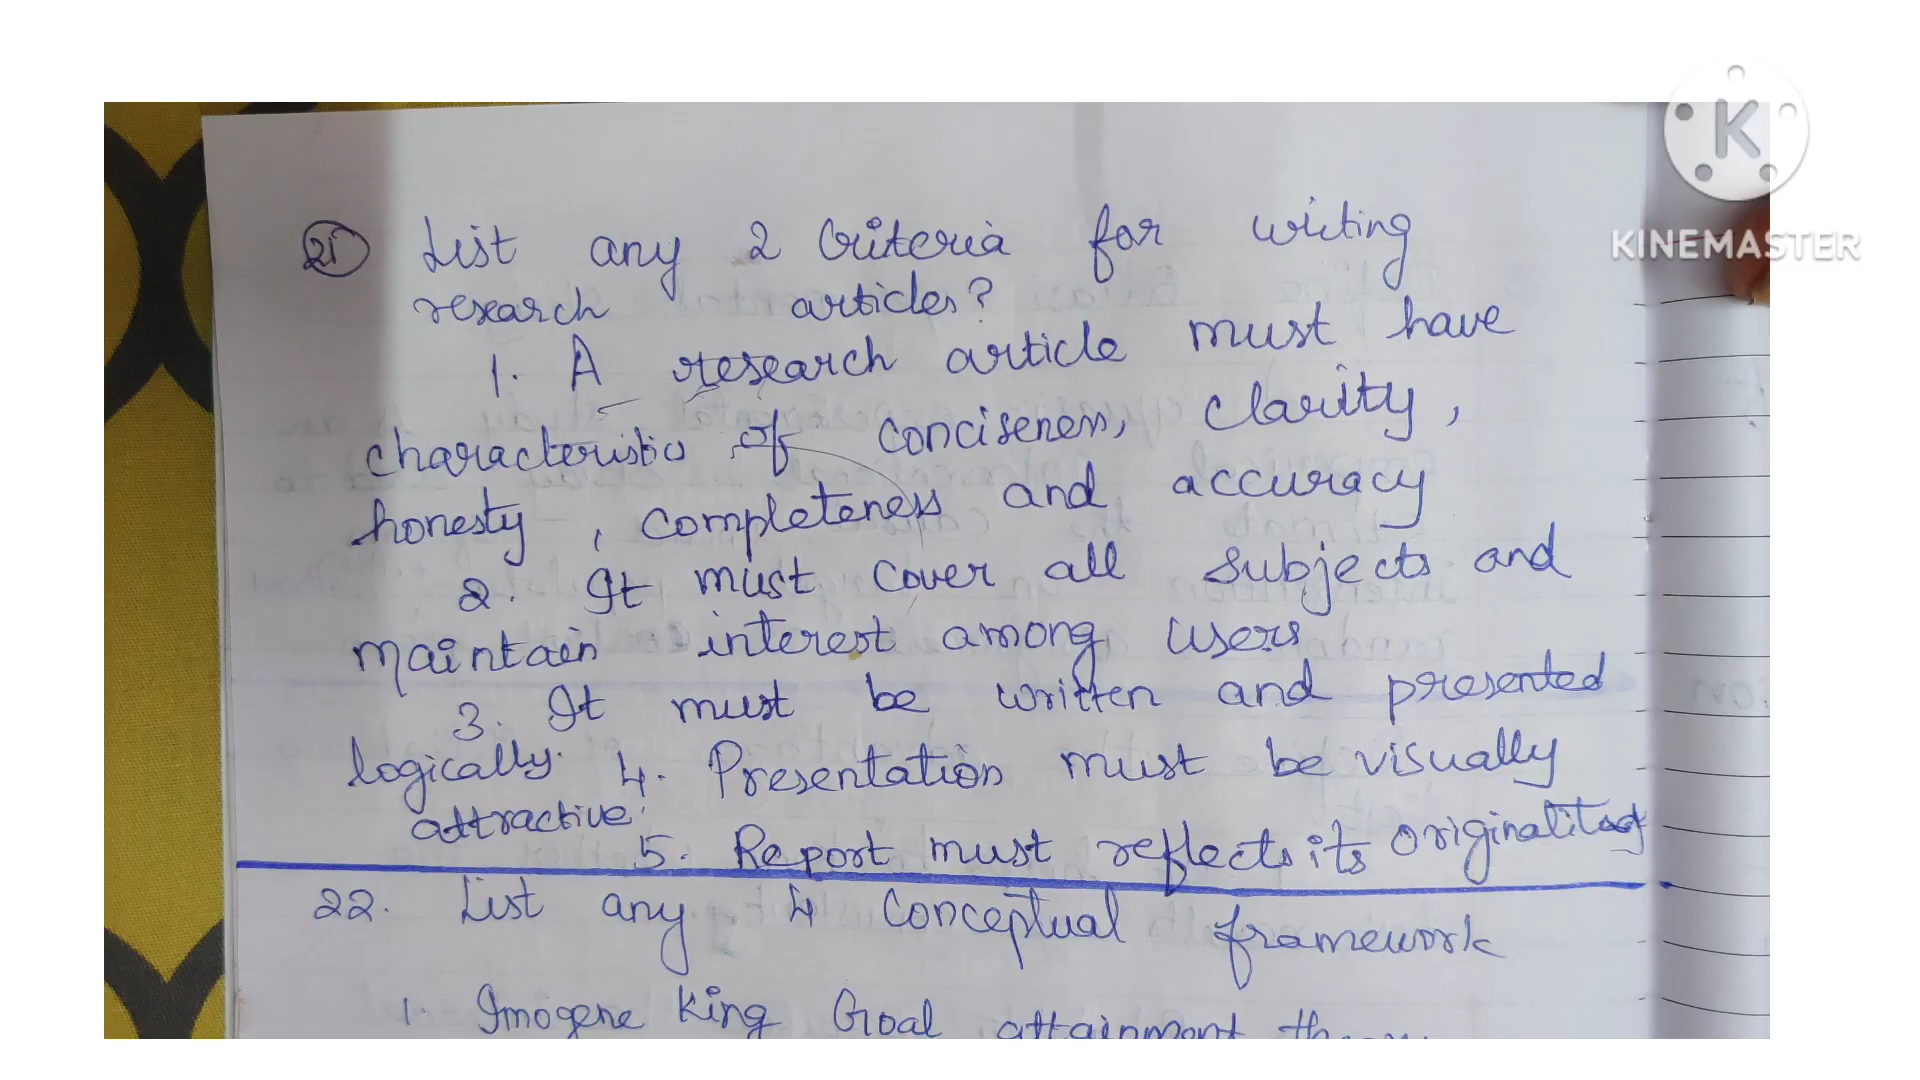 21 List any 2 Criteria for writing
research articles?
1. A research article must have
characteristic of conciseness, clarity,
honesty, completeness and accuracy
2. It must cover all subjects and
maintain interest among users
3. It must be written and presented
logically. 4. Presentation must be visually
attractive.
5. Report must reflects its originality
22. List any 4 Conceptual framework
1. Imogene King Goal attainment theory
KINEMASTER